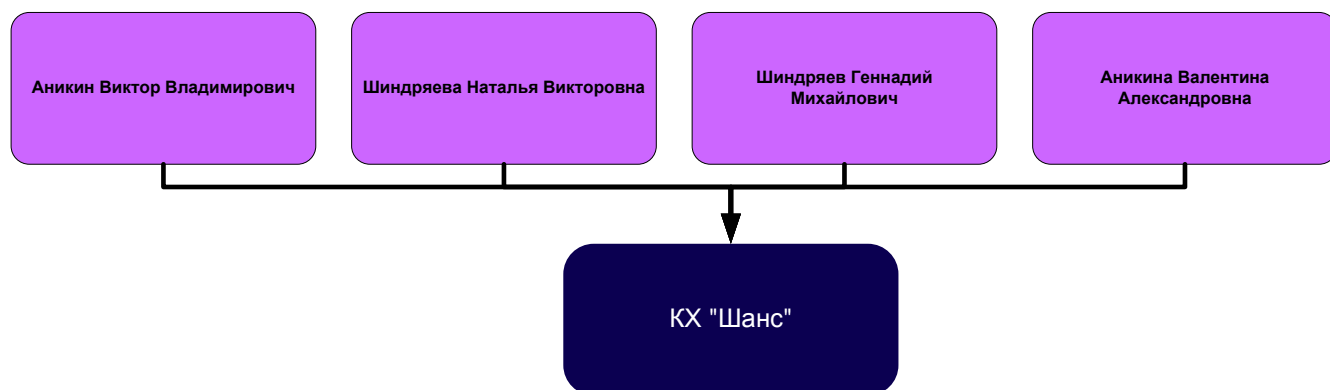 Аникин Виктор Владимирович
Шиндряева Наталья Викторовна
Шиндряев Геннадий
Михайлович
Аникина Валентина
Александровна
КХ "Шанс"